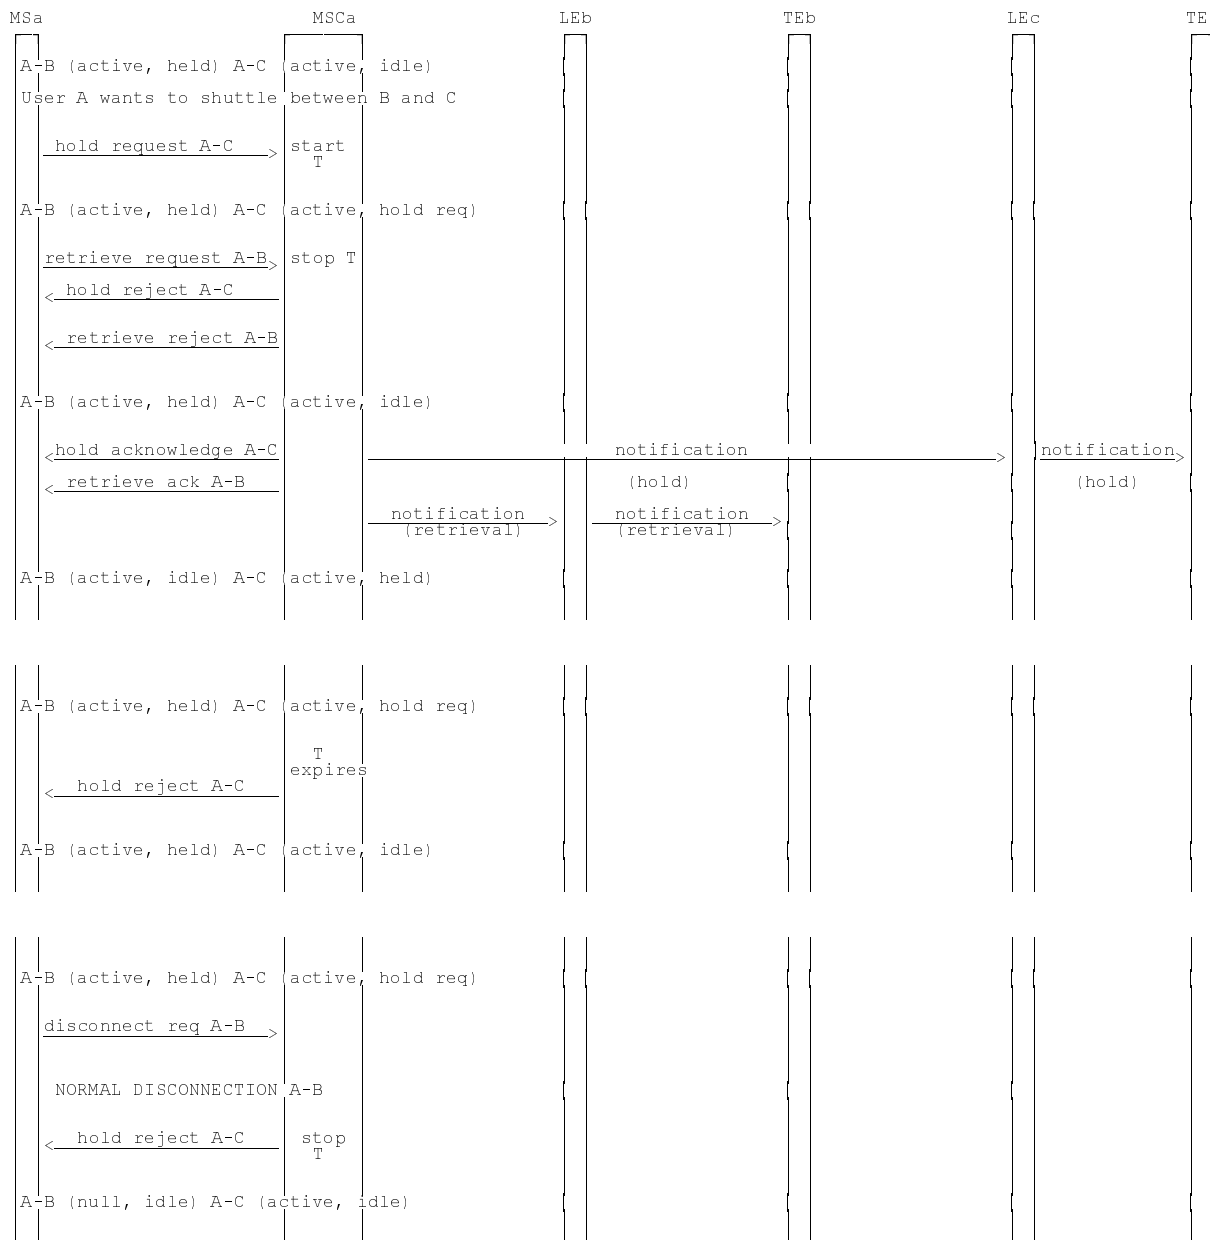 MSa MSCa LEb TEb LEc TE
A-B (active, held) A-C (active, idle)
User A wants to shuttle between B and C
hold request A-C start
T
A-B (active, held) A-C (active, hold req)
retrieve request A-B stop T
hold reject A-C
retrieve reject A-B
A-B (active, held) A-C (active, idle)
hold acknowledge A-C notification notification
retrieve ack A-B (hold) (hold)
notification notification
(retrieval) (retrieval)
A-B (active, idle) A-C (active, held)
A-B (active, held) A-C (active, hold req)
T
expires
hold reject A-C
A-B (active, held) A-C (active, idle)
A-B (active, held) A-C (active, hold req)
disconnect req A-B
NORMAL DISCONNECTION A-B
hold reject A-C stop
T
A-B (null, idle) A-C (active, idle)